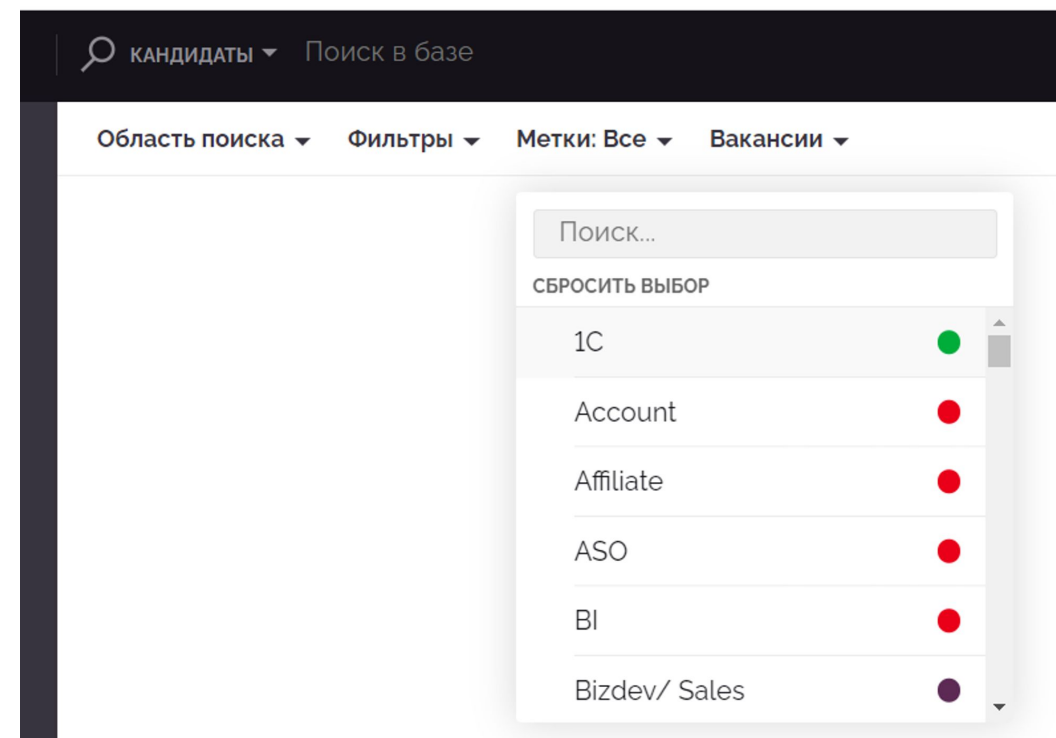 КАНДИДАТЫ Поиск в базе
Область поиска Фильтры Метки: Все Вакансии
Поиск...
СБРОСИТЬ ВЫБОР
1C
Account
Affiliate
ASO
BI
Bizdev/ Sales